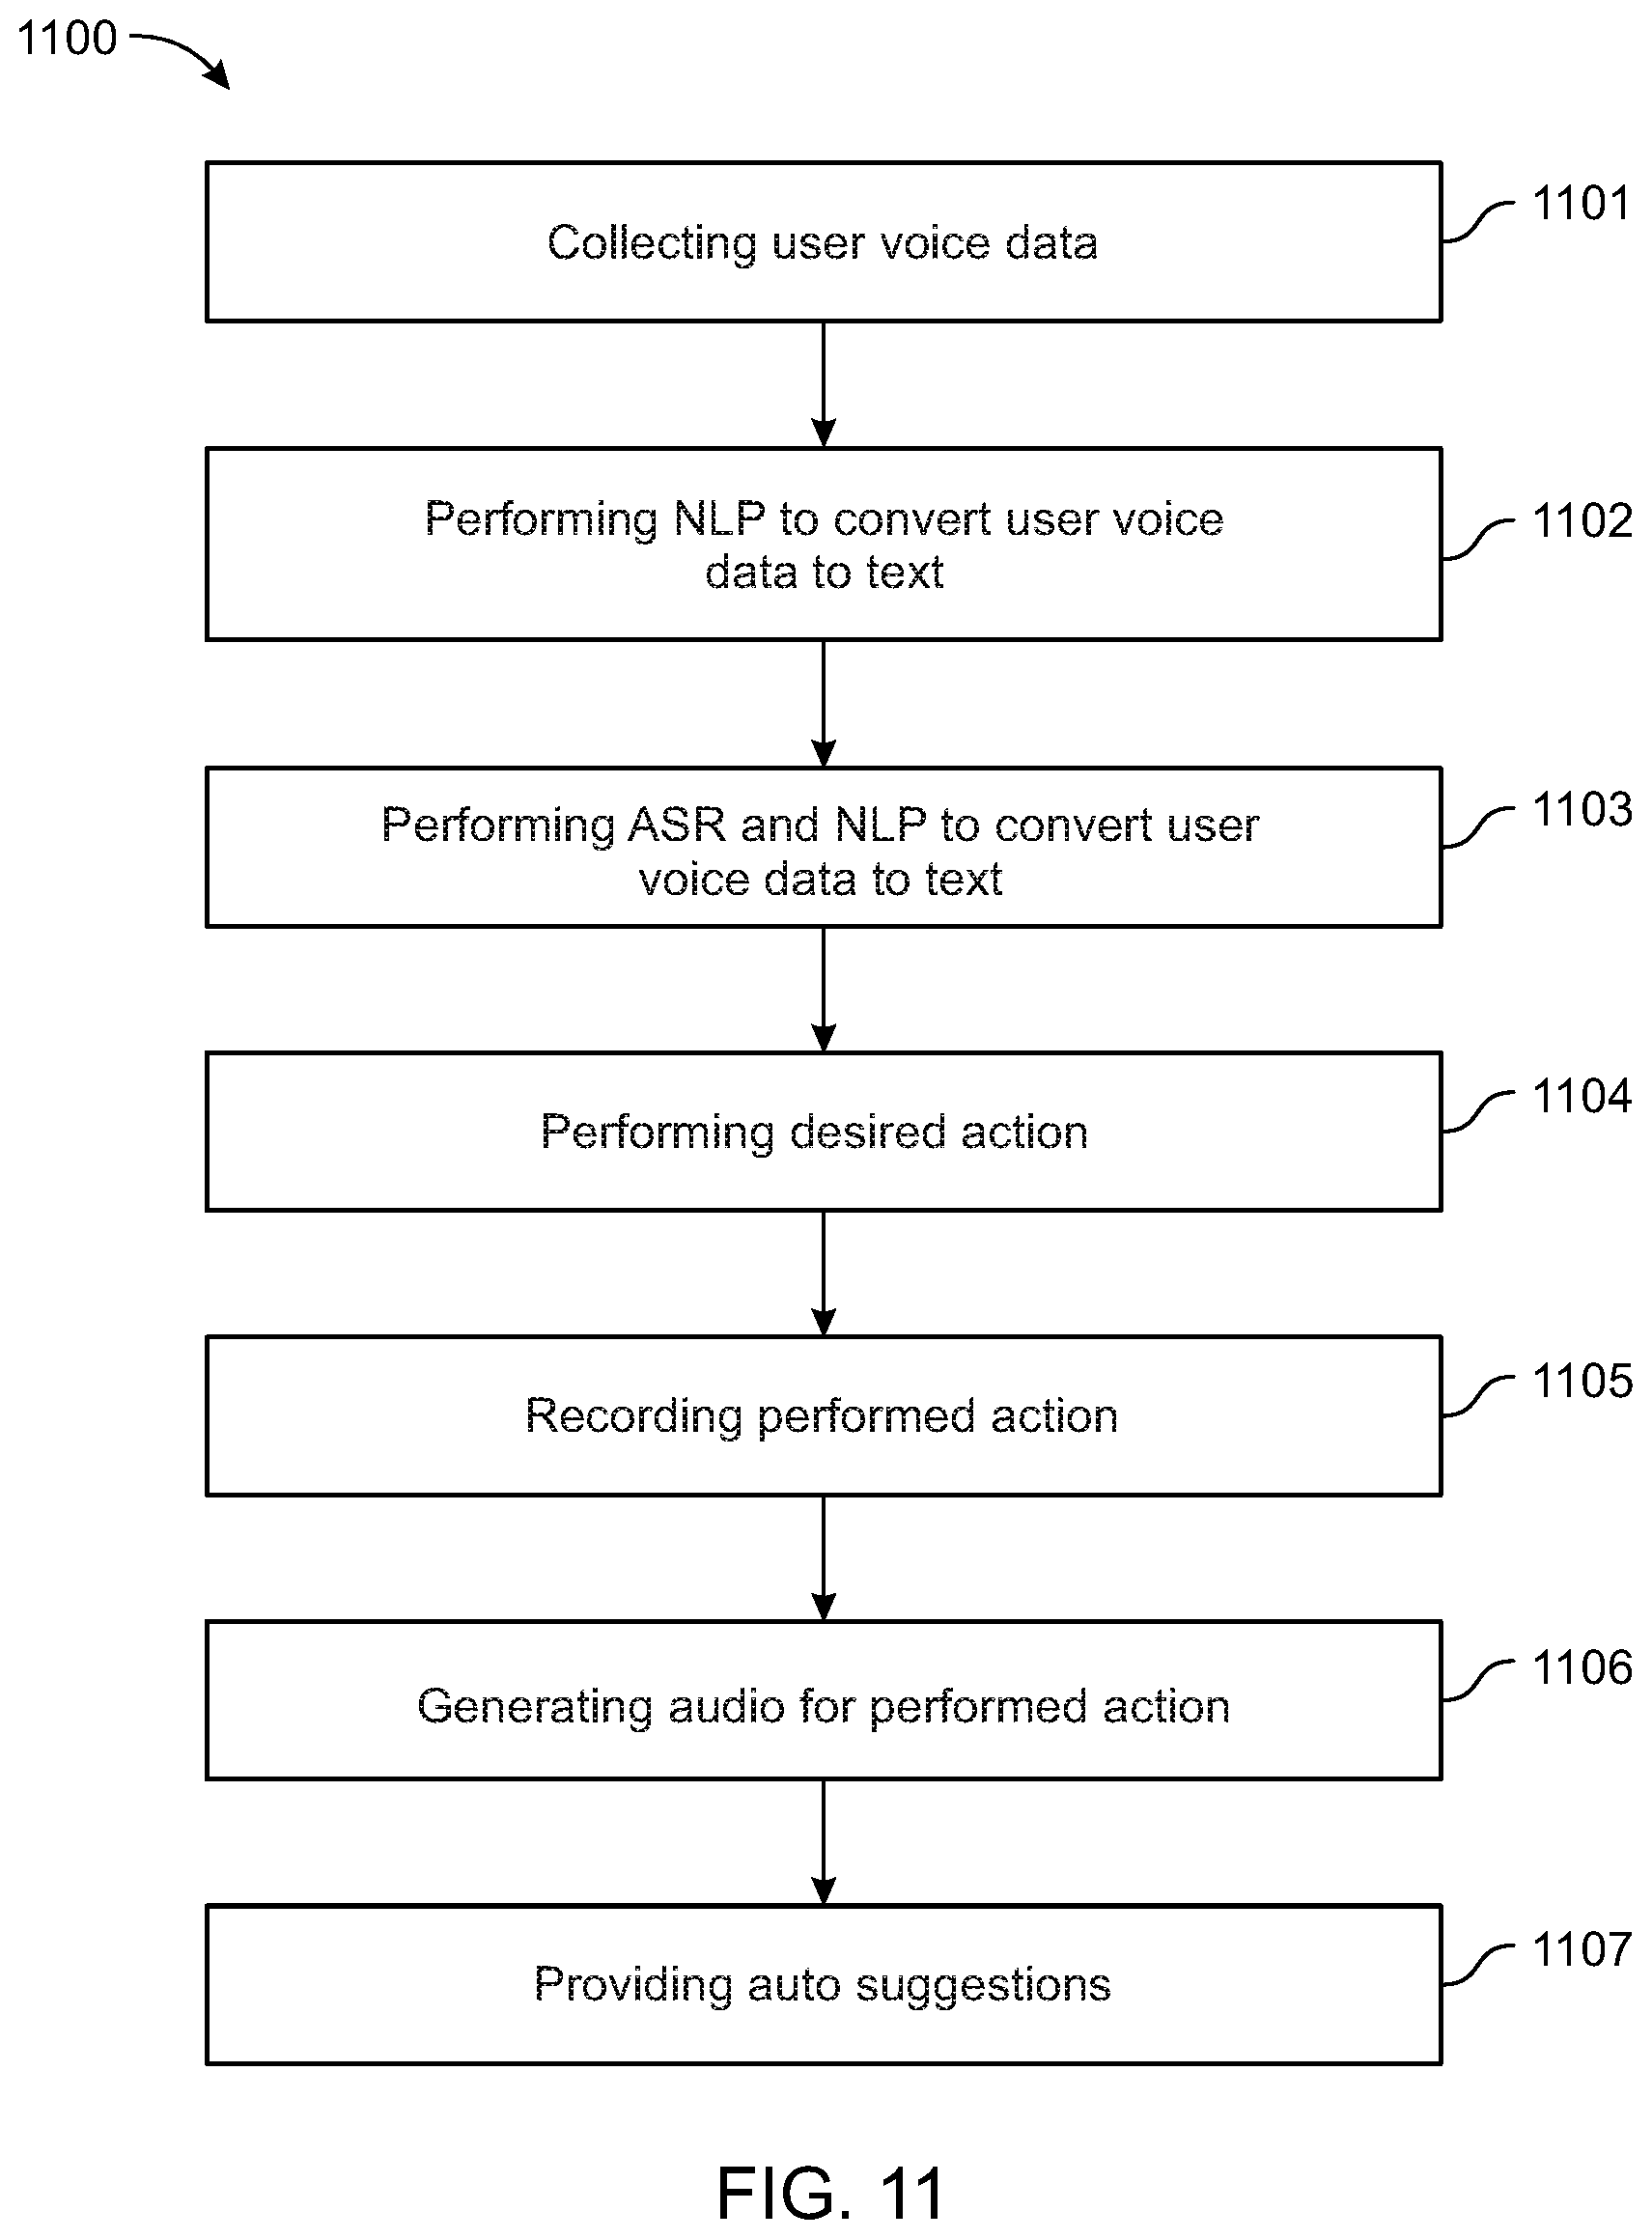 1100
Collecting user voice data
1101
Performing NLP to convert user voice
data to text
1102
Performing ASR and NLP to convert user
voice data to text
1103
Performing desired action
1104
Recording performed action
1105
Generating audio for performed action
1106
Providing auto suggestions
1107
FIG. 11